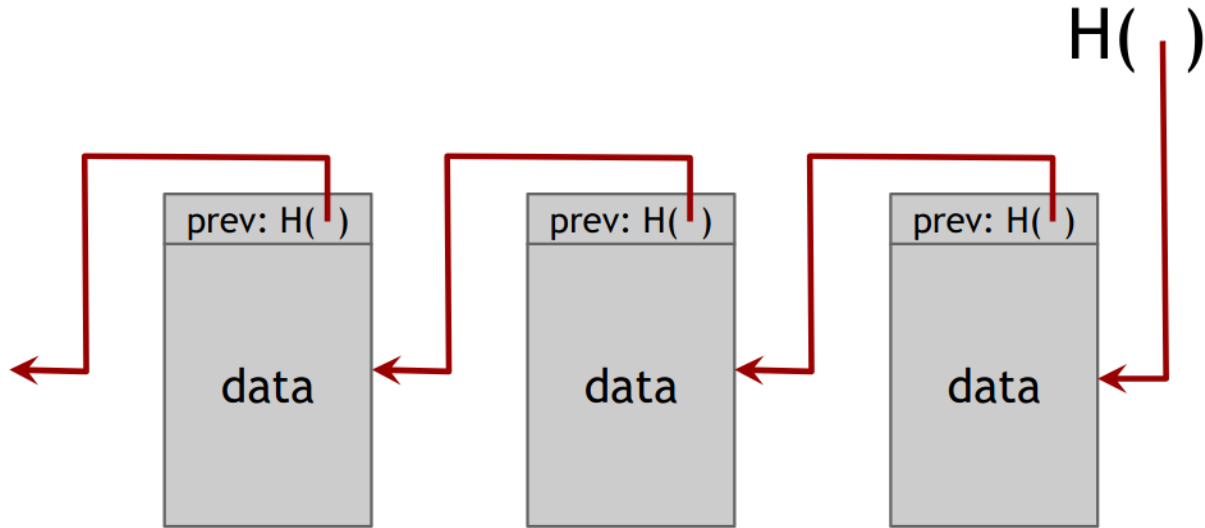 H( )
prev: H( )
prev: H( )
prev: H( )
data
data
data